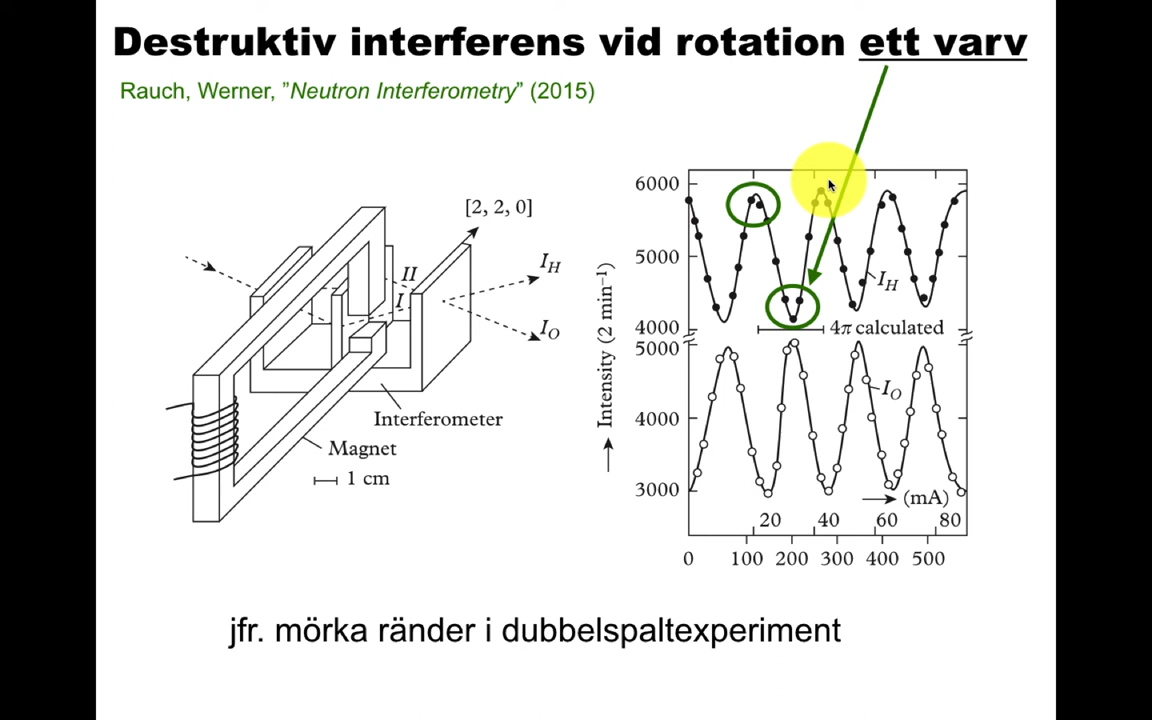 Destruktiv interferens vid rotation ett varv
Rauch, Werner, ”Neutron Interferometry” (2015)
[2, 2, 0]
II
I
I_H
I_O
Interferometer
Magnet
1 cm
Intensity (2 min⁻¹)
6000
5000
4000
5000
4000
3000
I_H
4π calculated
I_O
(mA)
20 40 60 80
0 100 200 300 400 500
jfr. mörka ränder i dubbelspaltexperiment